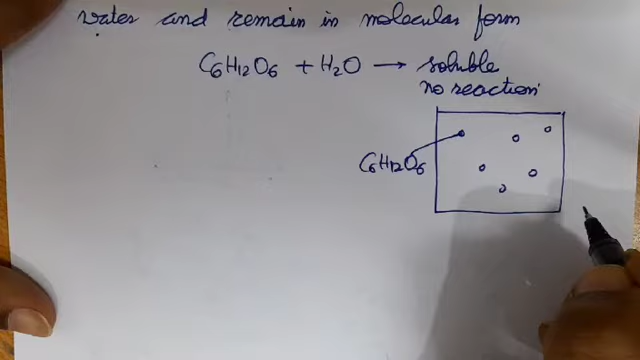 water and remain in molecular form
C6H12O6 + H2O → soluble
no reaction
C6H12O6